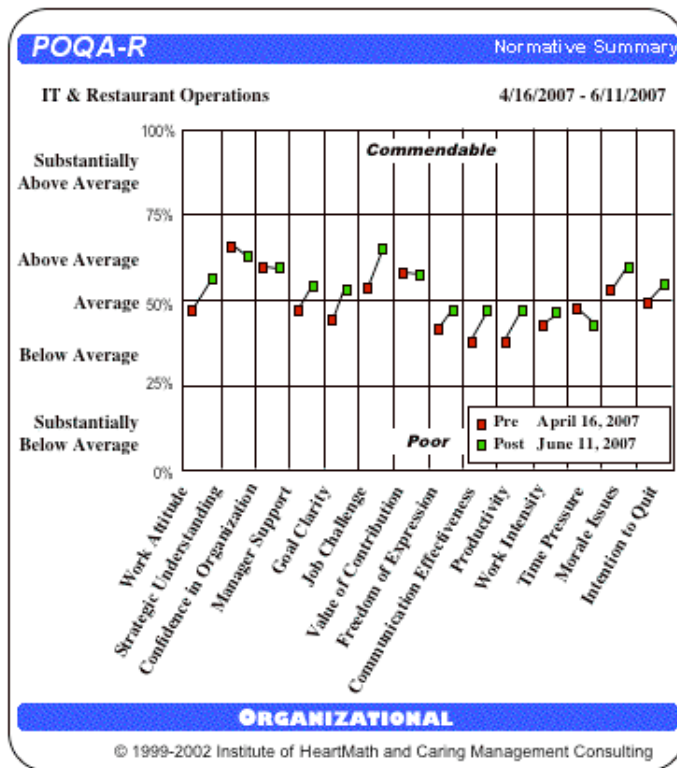 POQA-R
Normative Summary
IT & Restaurant Operations
4/16/2007 - 6/11/2007
100%
Commendable
Substantially
Above Average
75%
Above Average
Average
50%
Below Average
25%
Substantially
Below Average
Poor
Pre April 16, 2007
Post June 11, 2007
0%
Work Attitude
Strategic Understanding
Confidence in Organization
Manager Support
Goal Clarity
Job Challenge
Value of Contribution
Freedom of Expression
Communication Effectiveness
Productivity
Work Intensity
Time Pressure
Morale Issues
Intention to Quit
ORGANIZATIONAL
© 1999-2002 Institute of HeartMath and Caring Management Consulting